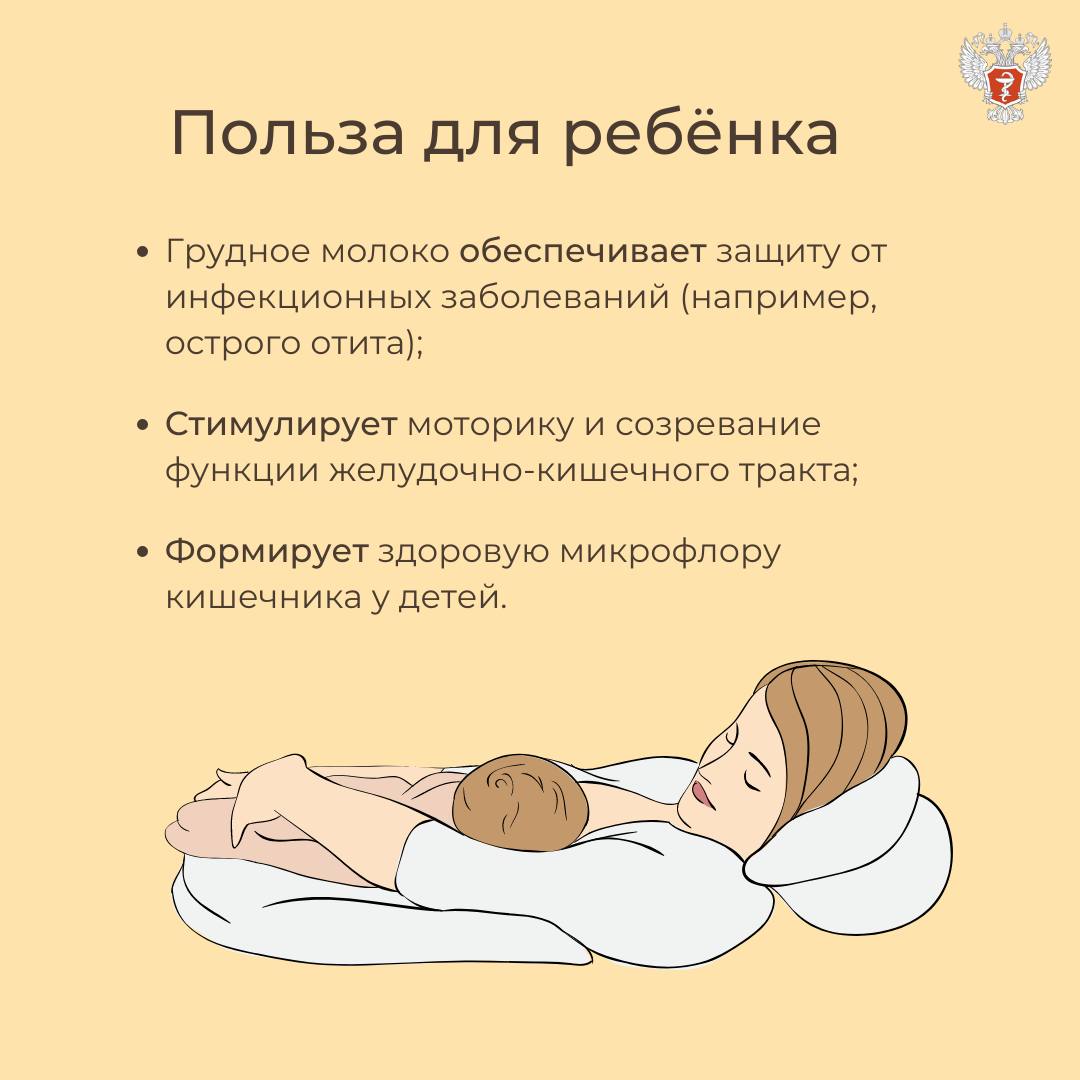 Польза для ребёнка
• Грудное молоко обеспечивает защиту от
инфекционных заболеваний (например,
острого отита);
• Стимулирует моторику и созревание
функции желудочно-кишечного тракта;
• Формирует здоровую микрофлору
кишечника у детей.